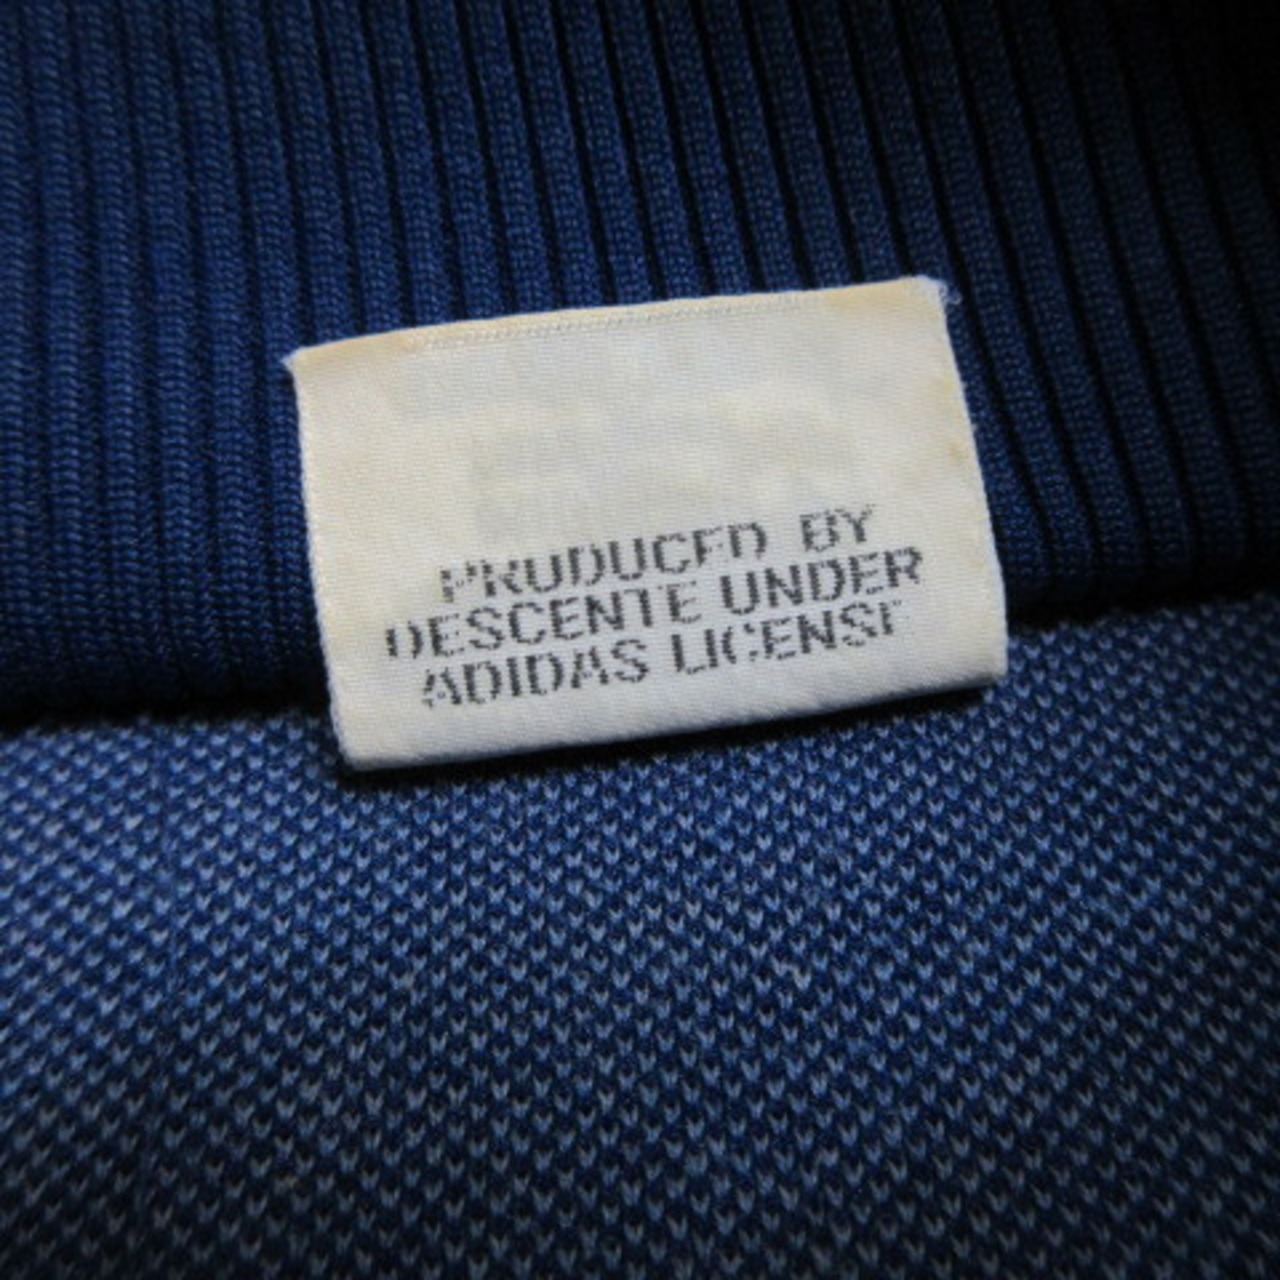 PRODUCED BY
DESCENTE UNDER
ADIDAS LICENSE